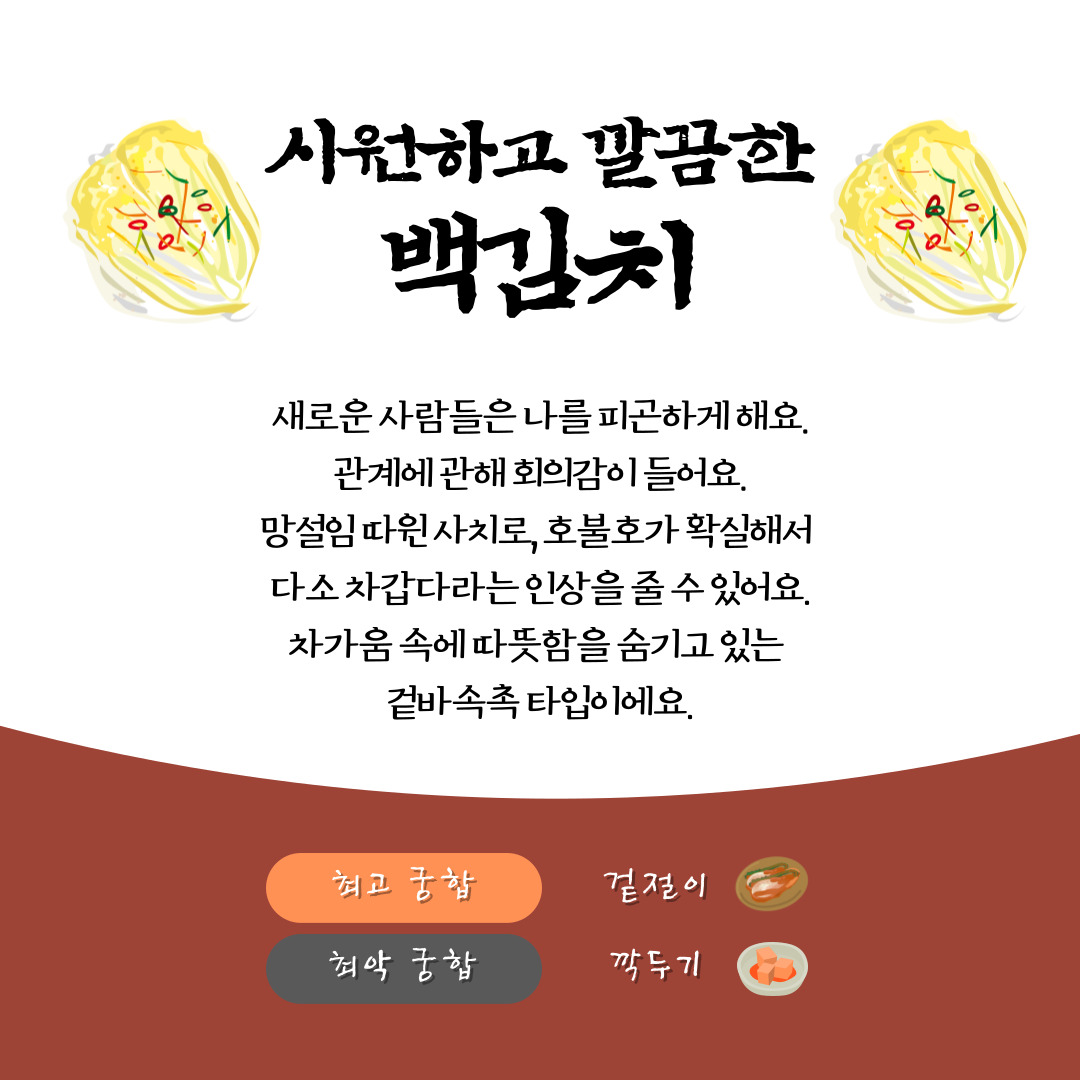 시원하고 깔끔한
백김치
새로운 사람들은 나를 피곤하게 해요.
관계에 관해 회의감이 들어요.
망설임 따윈 사치로, 호불호가 확실해서
다소 차갑다라는 인상을 줄 수 있어요.
차가움 속에 따뜻함을 숨기고 있는
겉바속촉 타입이에요.
최고 궁합 겉절이
최악 궁합 깍두기